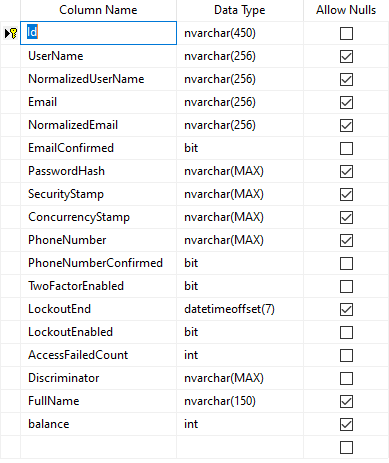 Column Name Data Type Allow Nulls
Id nvarchar(450)
UserName nvarchar(256)
NormalizedUserName nvarchar(256)
Email nvarchar(256)
NormalizedEmail nvarchar(256)
EmailConfirmed bit
PasswordHash nvarchar(MAX)
SecurityStamp nvarchar(MAX)
ConcurrencyStamp nvarchar(MAX)
PhoneNumber nvarchar(MAX)
PhoneNumberConfirmed bit
TwoFactorEnabled bit
LockoutEnd datetimeoffset(7)
LockoutEnabled bit
AccessFailedCount int
Discriminator nvarchar(MAX)
FullName nvarchar(150)
balance int